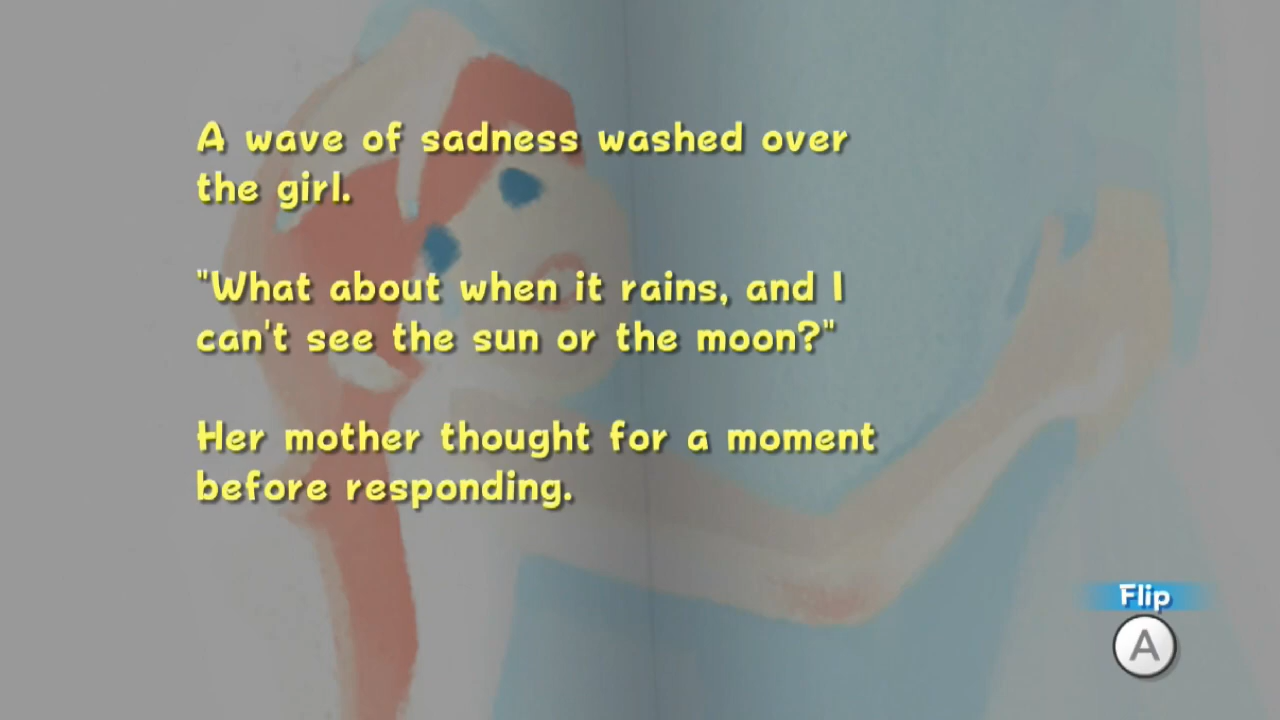 A wave of sadness washed over
the girl.
"What about when it rains, and I
can't see the sun or the moon?"
Her mother thought for a moment
before responding.
Flip
A